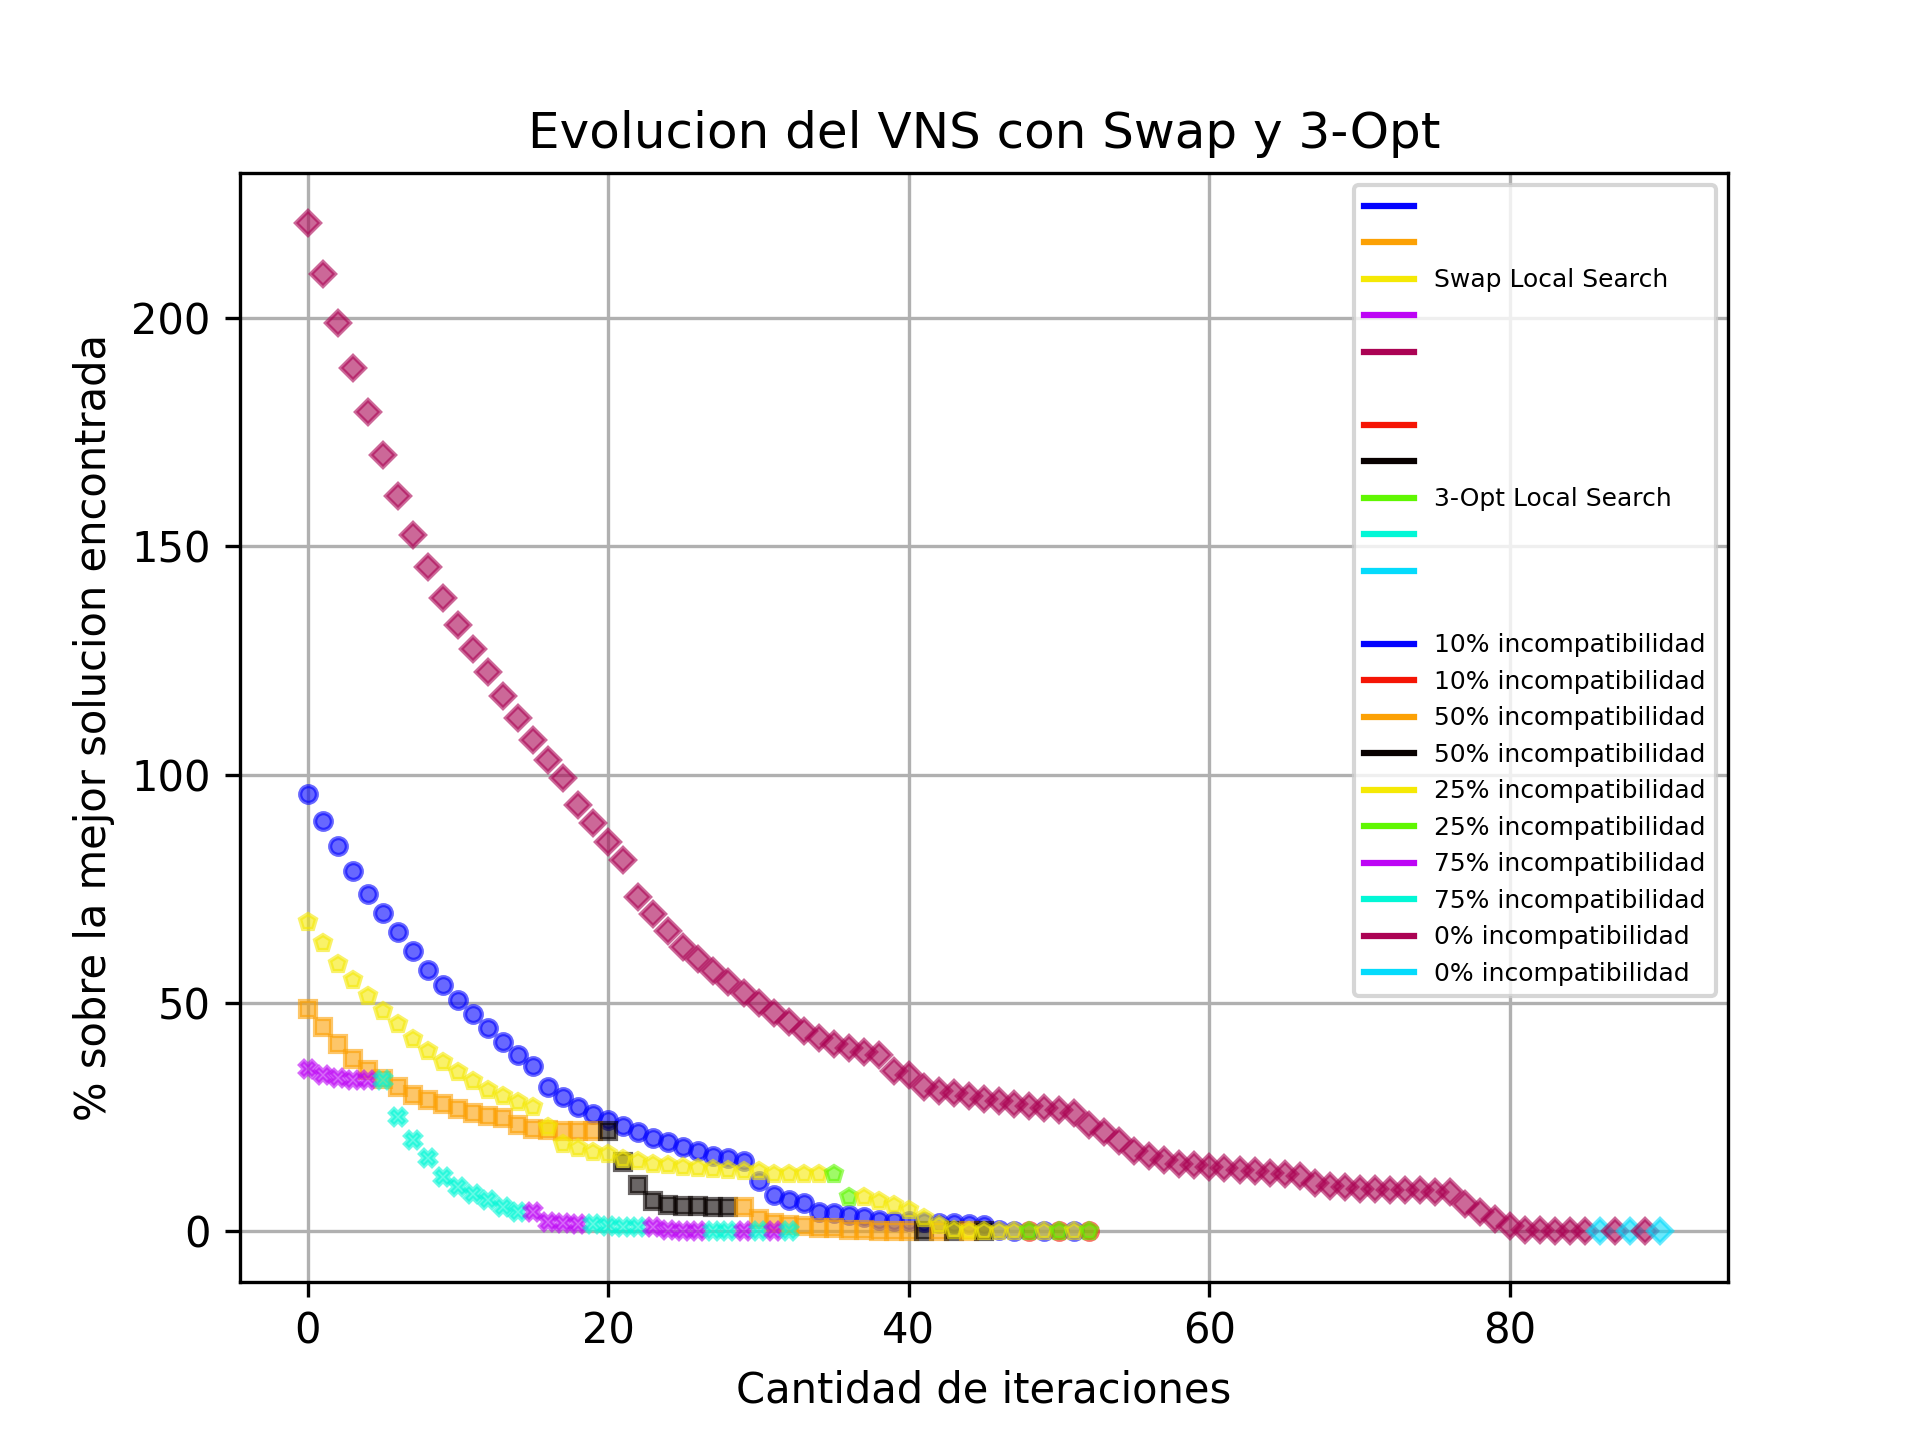 Evolucion del VNS con Swap y 3-Opt
% sobre la mejor solucion encontrada
200
150
100
50
0
Swap Local Search
3-Opt Local Search
10% incompatibilidad
10% incompatibilidad
50% incompatibilidad
50% incompatibilidad
25% incompatibilidad
25% incompatibilidad
75% incompatibilidad
75% incompatibilidad
0% incompatibilidad
0% incompatibilidad
0 20 40 60 80
Cantidad de iteraciones